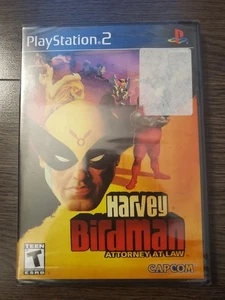 PlayStation 2
Harvey
Birdman
ATTORNEY AT LAW
TEEN
T
ESRB
CAPCOM